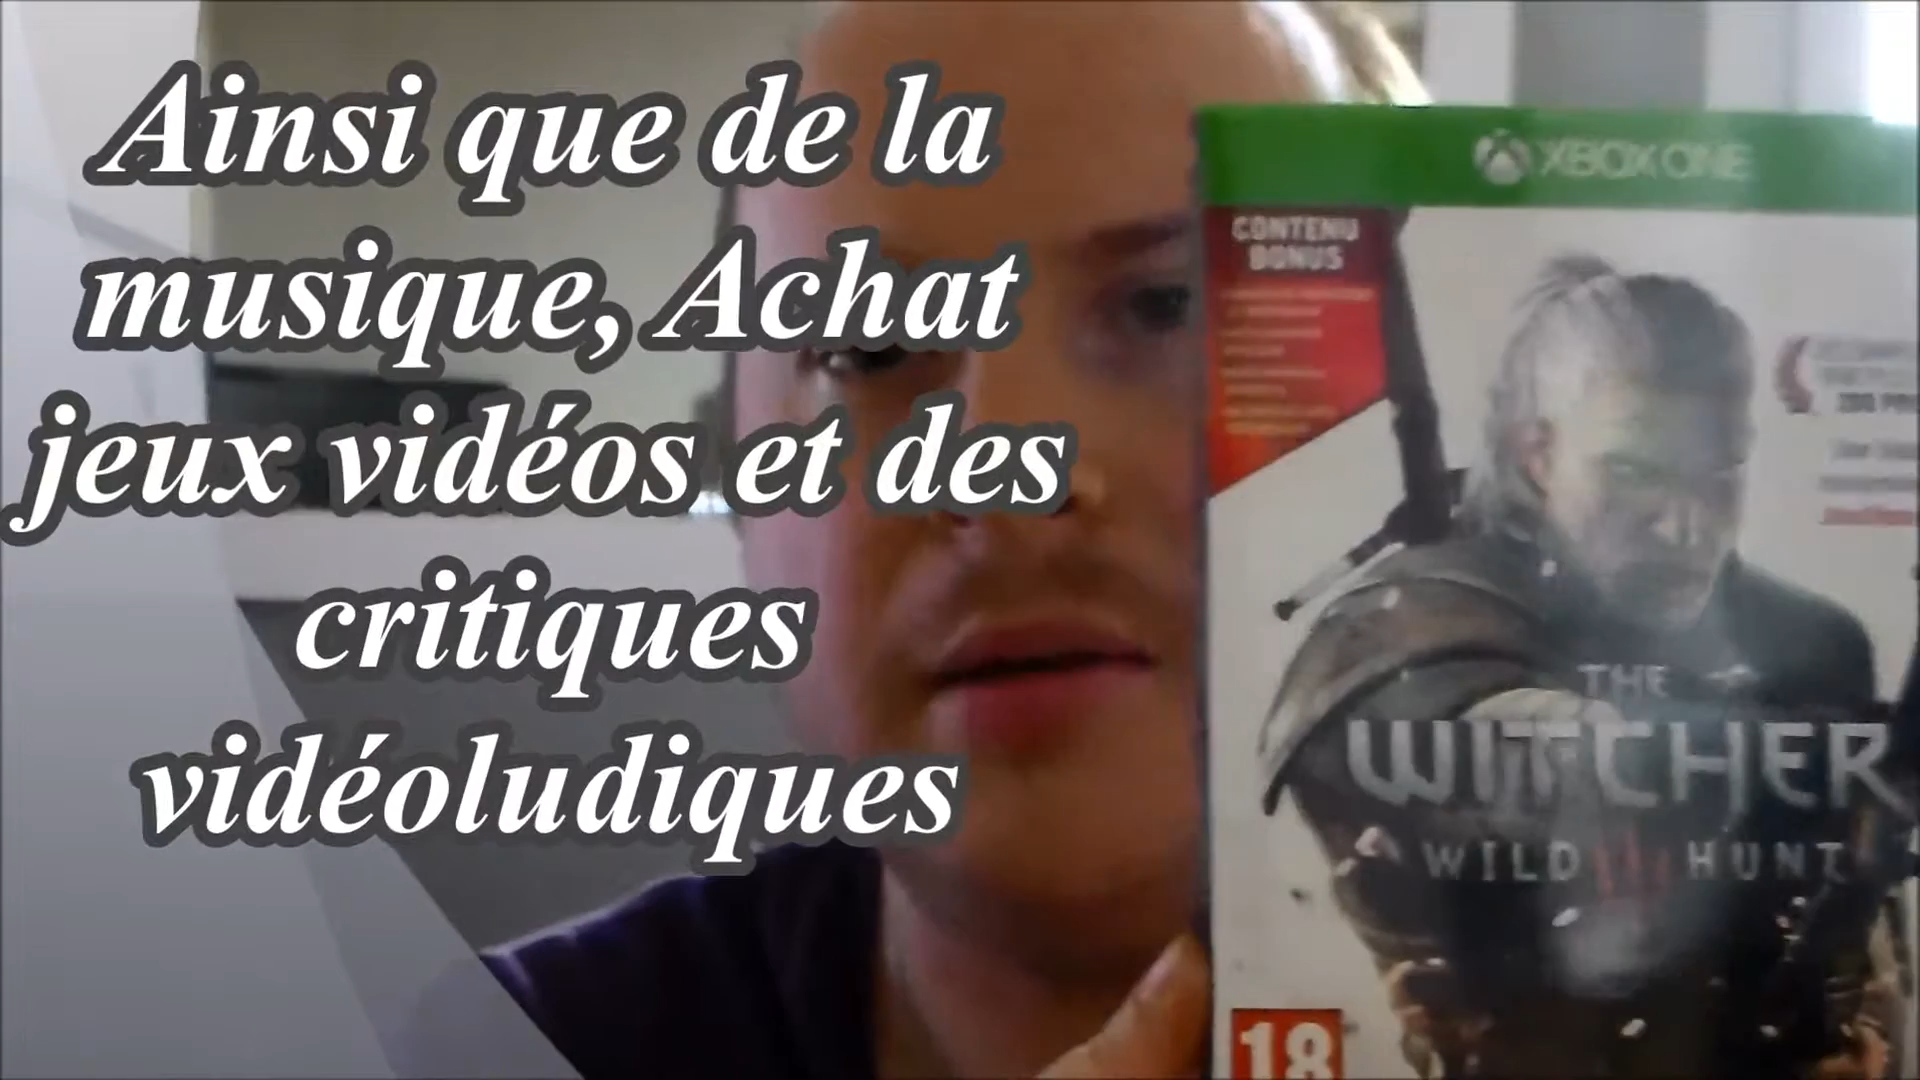 Ainsi que de la
musique, Achat
jeux vidéos et des
critiques
vidéoludiques
XBOX ONE
CONTENU
BONUS
THE
WITCHER
WILD HUNT
18